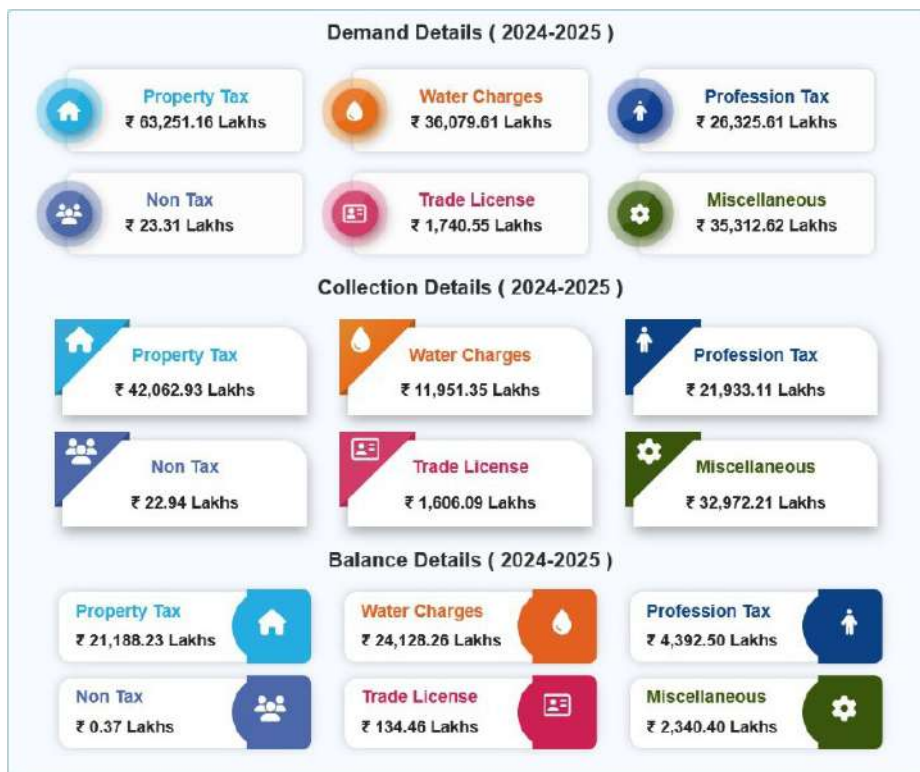 Demand Details ( 2024-2025 )
Property Tax
₹ 63,251.16 Lakhs
Water Charges
₹ 36,079.61 Lakhs
Profession Tax
₹ 26,325.61 Lakhs
Non Tax
₹ 23.31 Lakhs
Trade License
₹ 1,740.55 Lakhs
Miscellaneous
₹ 35,312.62 Lakhs
Collection Details ( 2024-2025 )
Property Tax
₹ 42,062.93 Lakhs
Water Charges
₹ 11,951.35 Lakhs
Profession Tax
₹ 21,933.11 Lakhs
Non Tax
₹ 22.94 Lakhs
Trade License
₹ 1,606.09 Lakhs
Miscellaneous
₹ 32,972.21 Lakhs
Balance Details ( 2024-2025 )
Property Tax
₹ 21,188.23 Lakhs
Water Charges
₹ 24,128.26 Lakhs
Profession Tax
₹ 4,392.50 Lakhs
Non Tax
₹ 0.37 Lakhs
Trade License
₹ 134.46 Lakhs
Miscellaneous
₹ 2,340.40 Lakhs